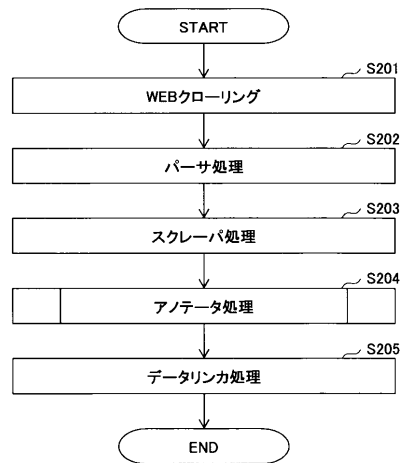 START
S201
WEBクローリング
S202
パーサ処理
S203
スクレーパ処理
S204
アノテータ処理
S205
データリンカ処理
END